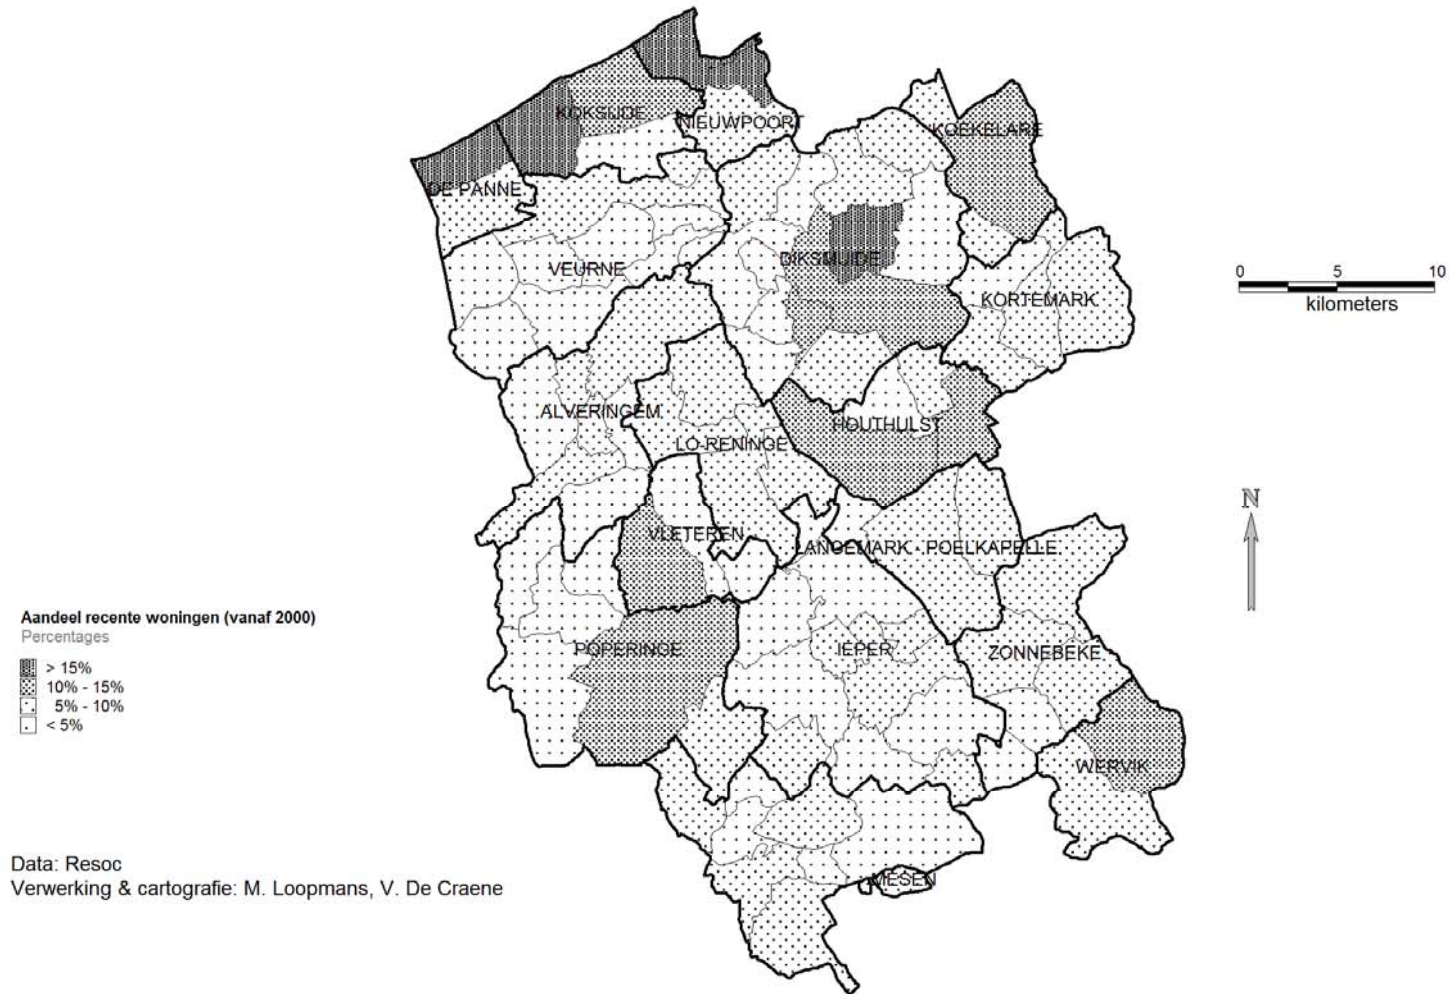 KOKSIJDE
NIEUWPOORT
KOEKELARE
DE PANNE
DIKSMUIDE
VEURNE
KORTEMARK
0 5 10
kilometers
ALVERINGEM
HOUTHULST
LO-RENINGE
N
VLETEREN
LANGEMARK - POELKAPELLE
Aandeel recente woningen (vanaf 2000)
Percentages
> 15%
10% - 15%
5% - 10%
< 5%
POPERINGE
IEPER
ZONNEBEKE
WERVIK
MESEN
Data: Resoc
Verwerking & cartografie: M. Loopmans, V. De Craene